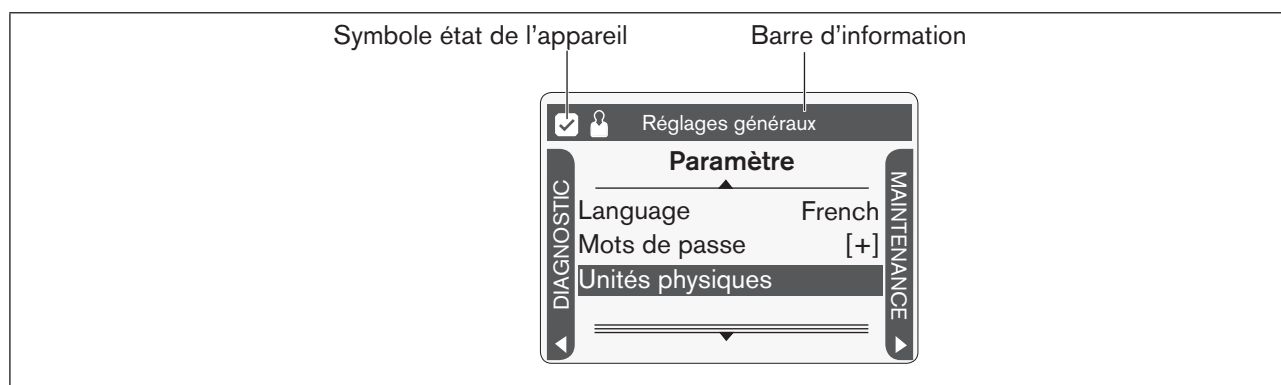 Symbole état de l'appareil
Barre d'information
Réglages généraux
Paramètre
DIAGNOSTIC
Language French
Mots de passe [+]
Unités physiques
MAINTENANCE